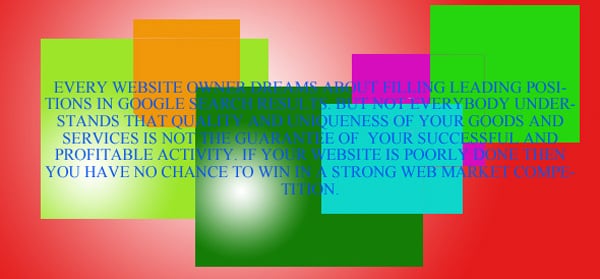 EVERY WEBSITE OWNER DREAMS ABOUT FILLING LEADING POSI-
TIONS IN GOOGLE SEARCH RESULTS. BUT NOT EVERYBODY UNDER-
STANDS THAT QUALITY AND UNIQUENESS OF YOUR GOODS AND
SERVICES IS NOT THE GUARANTEE OF YOUR SUCCESSFUL AND
PROFITABLE ACTIVITY. IF YOUR WEBSITE IS POORLY DONE THEN
YOU HAVE NO CHANCE TO WIN IN A STRONG WEB MARKET COMPE-
TITION.